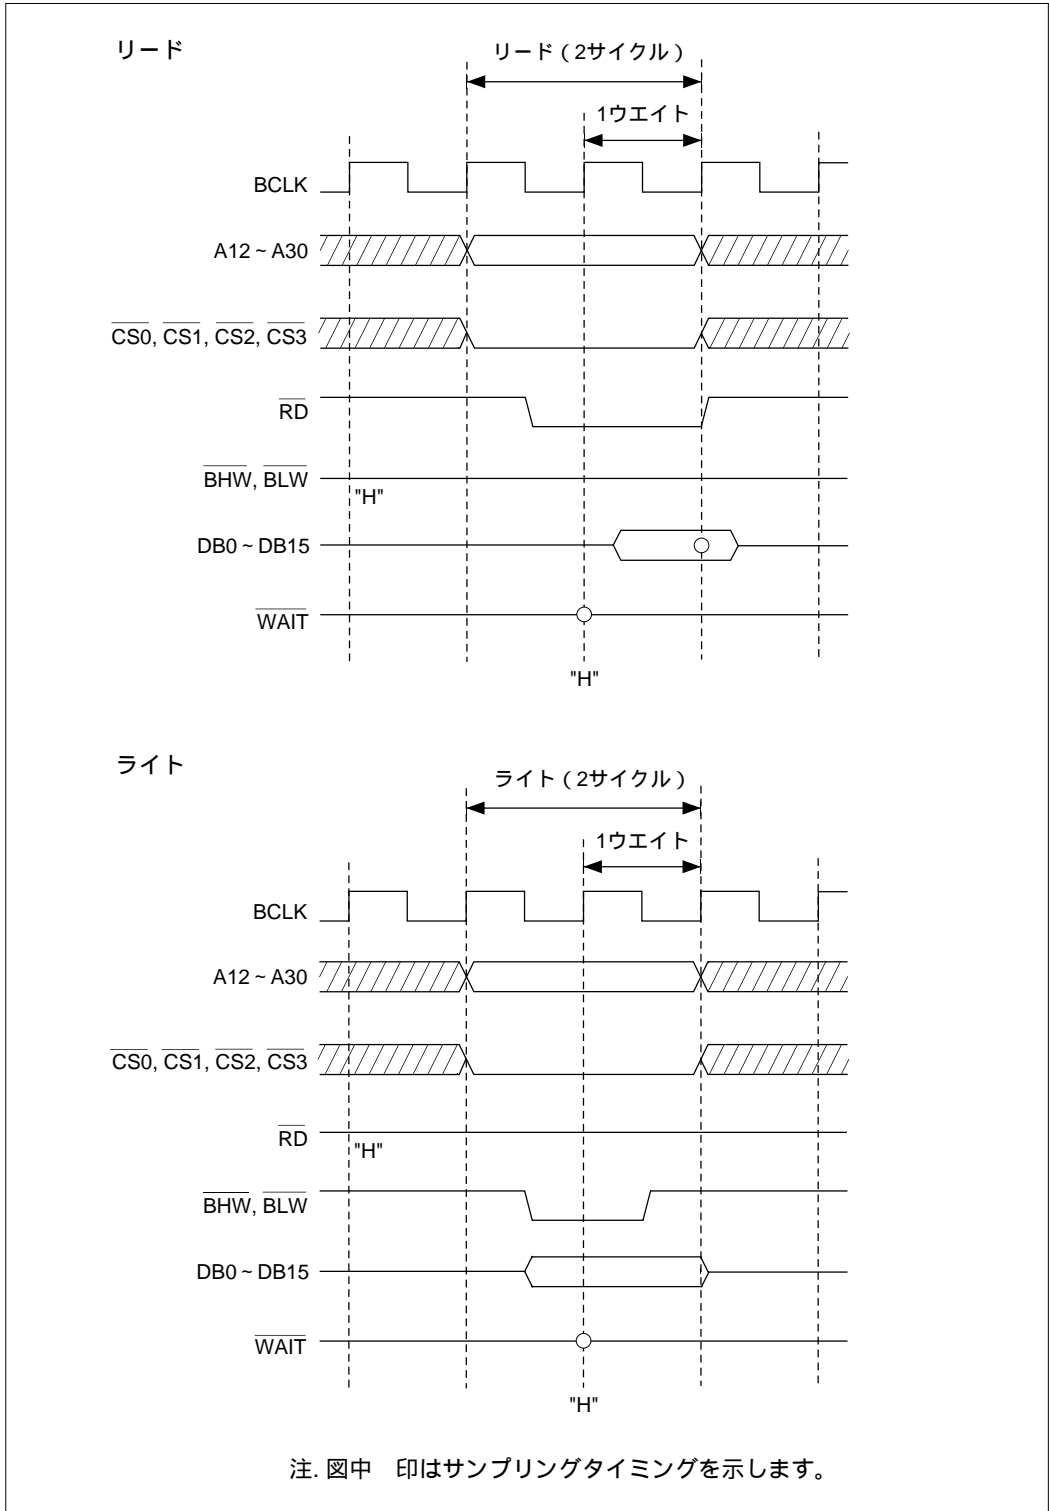 リード
リード（2サイクル）
1ウエイト
BCLK
A12～A30
CS0, CS1, CS2, CS3
RD
BHW, BLW
"H"
DB0～DB15
WAIT
"H"
ライト
ライト（2サイクル）
1ウエイト
BCLK
A12～A30
CS0, CS1, CS2, CS3
RD
"H"
BHW, BLW
DB0～DB15
WAIT
"H"
注. 図中　印はサンプリングタイミングを示します。